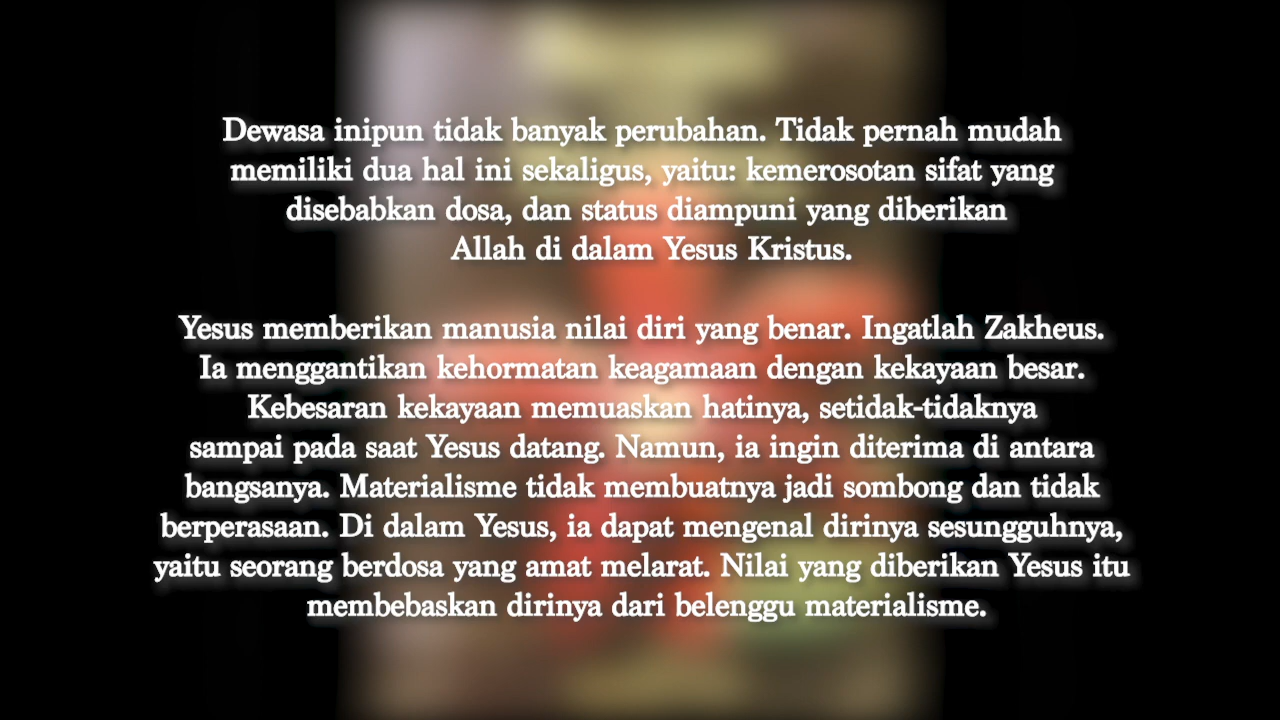 Dewasa inipun tidak banyak perubahan. Tidak pernah mudah
memiliki dua hal ini sekaligus, yaitu: kemerosotan sifat yang
disebabkan dosa, dan status diampuni yang diberikan
Allah di dalam Yesus Kristus.
Yesus memberikan manusia nilai diri yang benar. Ingatlah Zakheus.
Ia menggantikan kehormatan keagamaan dengan kekayaan besar.
Kebesaran kekayaan memuaskan hatinya, setidak-tidaknya
sampai pada saat Yesus datang. Namun, ia ingin diterima di antara
bangsanya. Materialisme tidak membuatnya jadi sombong dan tidak
berperasaan. Di dalam Yesus, ia dapat mengenal dirinya sesungguhnya,
yaitu seorang berdosa yang amat melarat. Nilai yang diberikan Yesus itu
membebaskan dirinya dari belenggu materialisme.